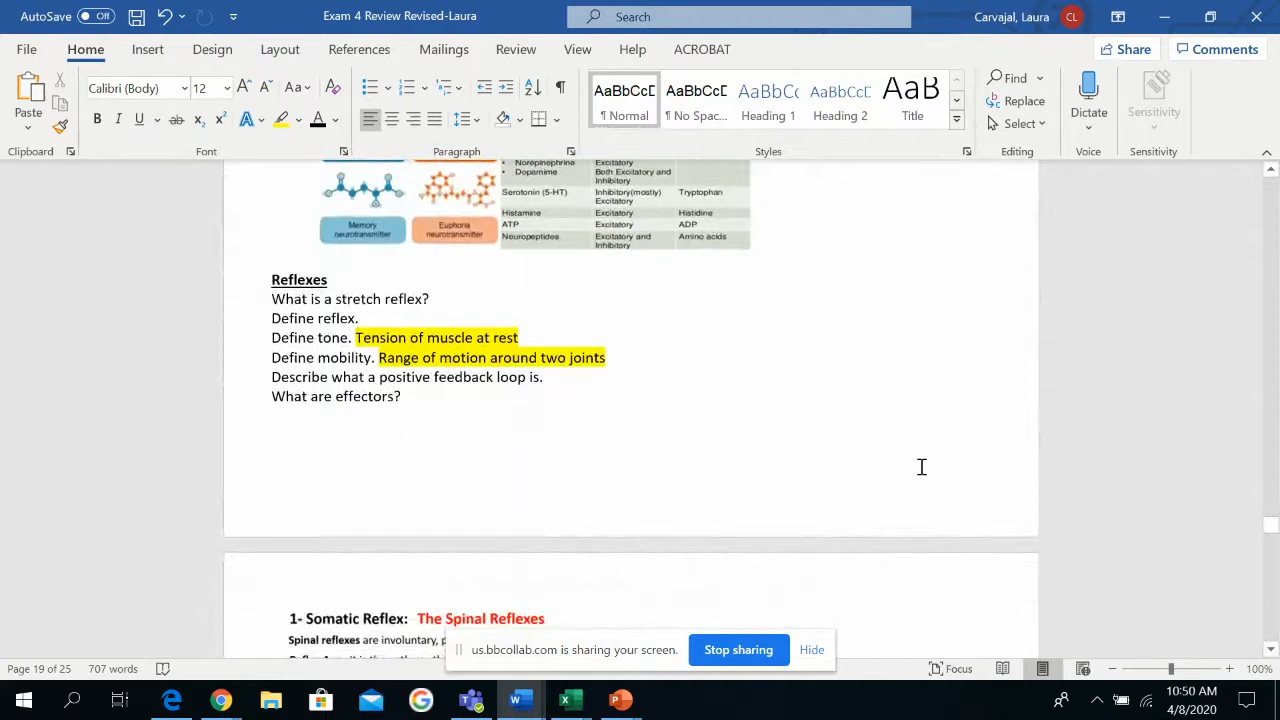 AutoSave Off
Exam 4 Review Revised-Laura
Search
Carvajal, Laura CL
File Home Insert Design Layout References Mailings Review View Help ACROBAT
Share Comments
Paste
Calibri (Body) 12
AaBbCcD AaBbCcD AaBbCc AaBbCcD AaB
¶ Normal ¶ No Spac... Heading 1 Heading 2 Title
Find
Replace
Select
Dictate
Sensitivity
Clipboard Font Paragraph Styles Editing Voice Sensitivity
• Norepinephrine Excitatory
• Dopamine Both Excitatory and Inhibitory
Serotonin (5-HT) Inhibitory(mostly) Excitatory Tryptophan
Histamine Excitatory Histidine
ATP Excitatory ADP
Neuropeptides Excitatory and Inhibitory Amino acids
Memory neurotransmitter
Euphoria neurotransmitter
Reflexes
What is a stretch reflex?
Define reflex.
Define tone. Tension of muscle at rest
Define mobility. Range of motion around two joints
Describe what a positive feedback loop is.
What are effectors?
1- Somatic Reflex: The Spinal Reflexes
Spinal reflexes are involuntary,
us.bbcollab.com is sharing your screen. Stop sharing Hide
Page 19 of 25 707 words
Focus
100%
10:50 AM
4/8/2020